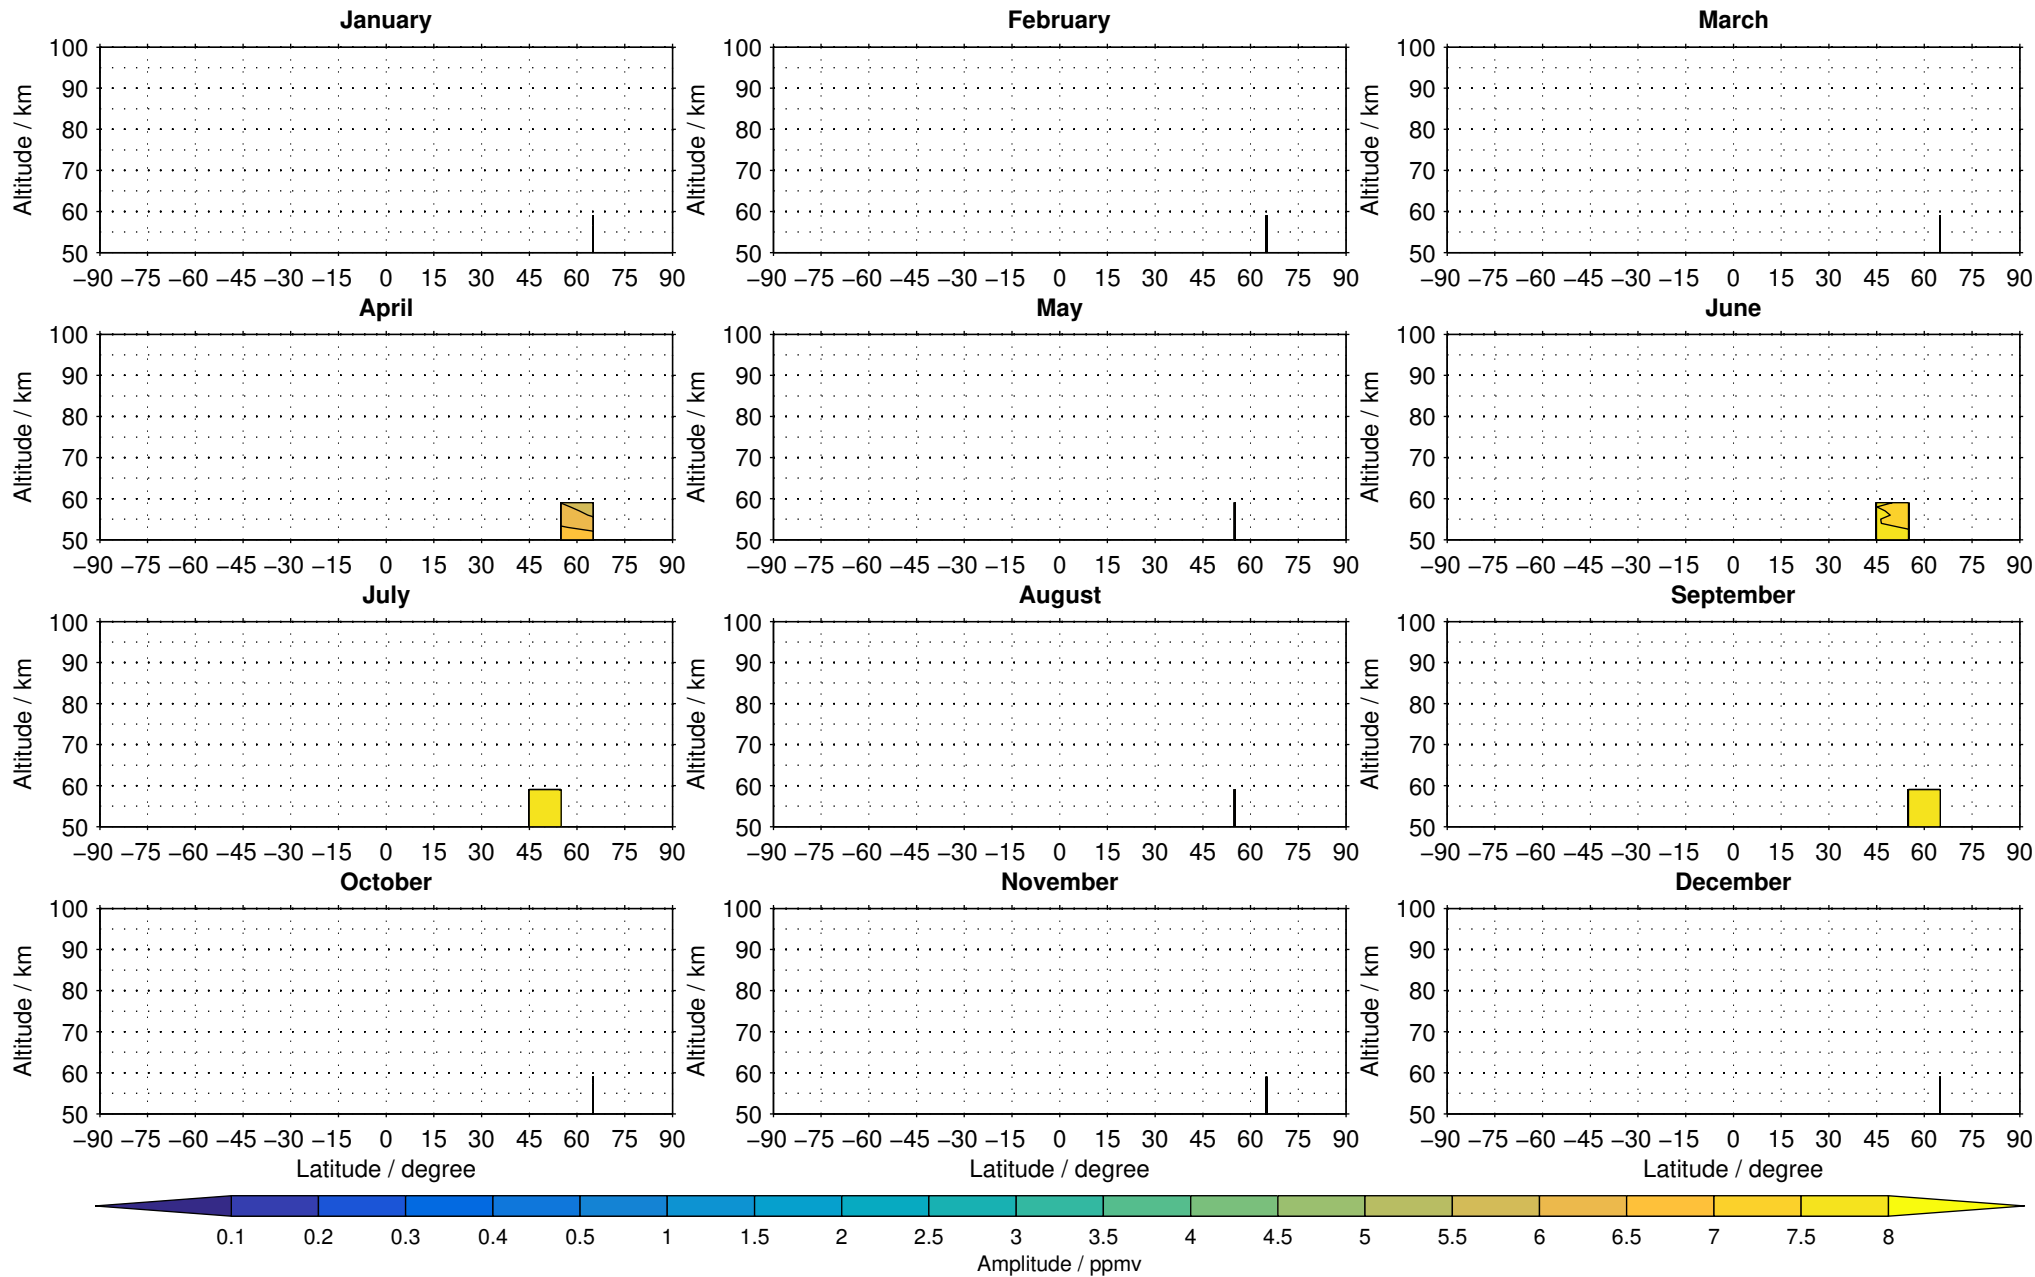 January February March
100 100 100
90 90 90
80 80 80
70 70 70
60 60 60
50 50 50
Altitude / km Altitude / km Altitude / km
−90 −75 −60 −45 −30 −15 0 15 30 45 60 75 90 −90 −75 −60 −45 −30 −15 0 15 30 45 60 75 90 −90 −75 −60 −45 −30 −15 0 15 30 45 60 75 90
April May June
100 100 100
90 90 90
80 80 80
70 70 70
60 60 60
50 50 50
Altitude / km Altitude / km Altitude / km
−90 −75 −60 −45 −30 −15 0 15 30 45 60 75 90 −90 −75 −60 −45 −30 −15 0 15 30 45 60 75 90 −90 −75 −60 −45 −30 −15 0 15 30 45 60 75 90
July August September
100 100 100
90 90 90
80 80 80
70 70 70
60 60 60
50 50 50
Altitude / km Altitude / km Altitude / km
−90 −75 −60 −45 −30 −15 0 15 30 45 60 75 90 −90 −75 −60 −45 −30 −15 0 15 30 45 60 75 90 −90 −75 −60 −45 −30 −15 0 15 30 45 60 75 90
October November December
100 100 100
90 90 90
80 80 80
70 70 70
60 60 60
50 50 50
Altitude / km Altitude / km Altitude / km
−90 −75 −60 −45 −30 −15 0 15 30 45 60 75 90 −90 −75 −60 −45 −30 −15 0 15 30 45 60 75 90 −90 −75 −60 −45 −30 −15 0 15 30 45 60 75 90
Latitude / degree Latitude / degree Latitude / degree
0.1 0.2 0.3 0.4 0.5 1 1.5 2 2.5 3 3.5 4 4.5 5 5.5 6 6.5 7 7.5 8
Amplitude / ppmv